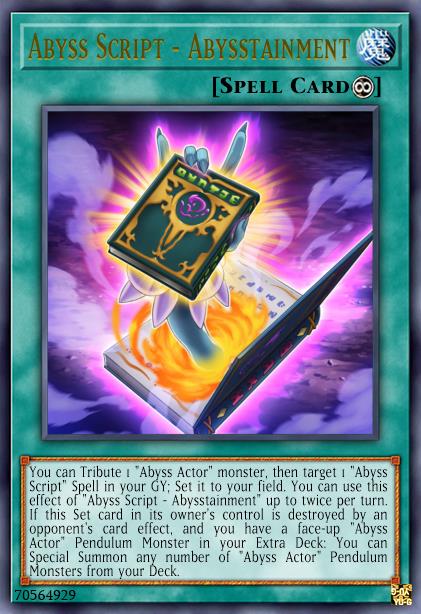 Abyss Script - Abysstainment
魔
[Spell Card∞]
You can Tribute 1 "Abyss Actor" monster, then target 1 "Abyss
Script" Spell in your GY; Set it to your field. You can use this
effect of "Abyss Script - Abysstainment" up to twice per turn.
If this Set card in its owner's control is destroyed by an
opponent's card effect, and you have a face-up "Abyss
Actor" Pendulum Monster in your Extra Deck: You can
Special Summon any number of "Abyss Actor" Pendulum
Monsters from your Deck.
70564929